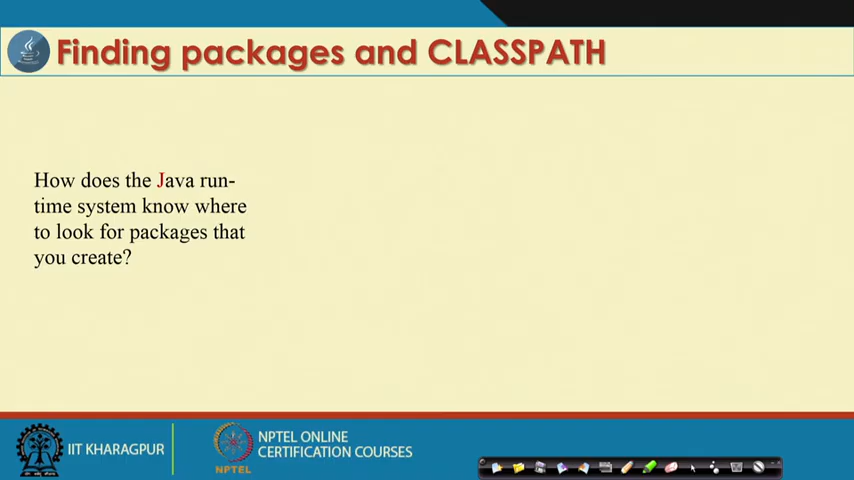 Finding packages and CLASSPATH
How does the Java run-
time system know where
to look for packages that
you create?
IIT KHARAGPUR
NPTEL
NPTEL ONLINE
CERTIFICATION COURSES